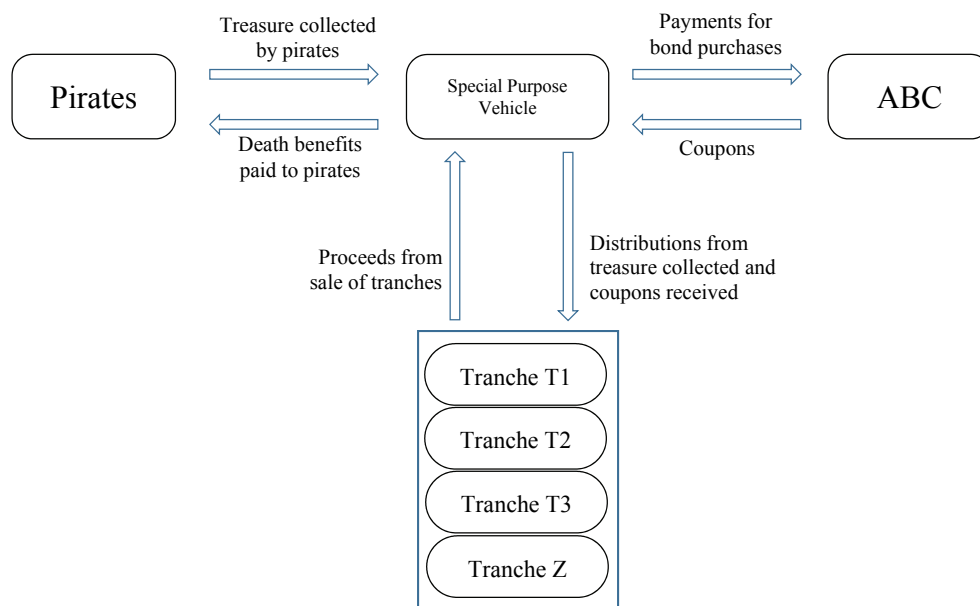 Treasure collected
by pirates
Payments for
bond purchases
Pirates
Special Purpose
Vehicle
ABC
Death benefits
paid to pirates
Coupons
Proceeds from
sale of tranches
Distributions from
treasure collected and
coupons received
Tranche T1
Tranche T2
Tranche T3
Tranche Z